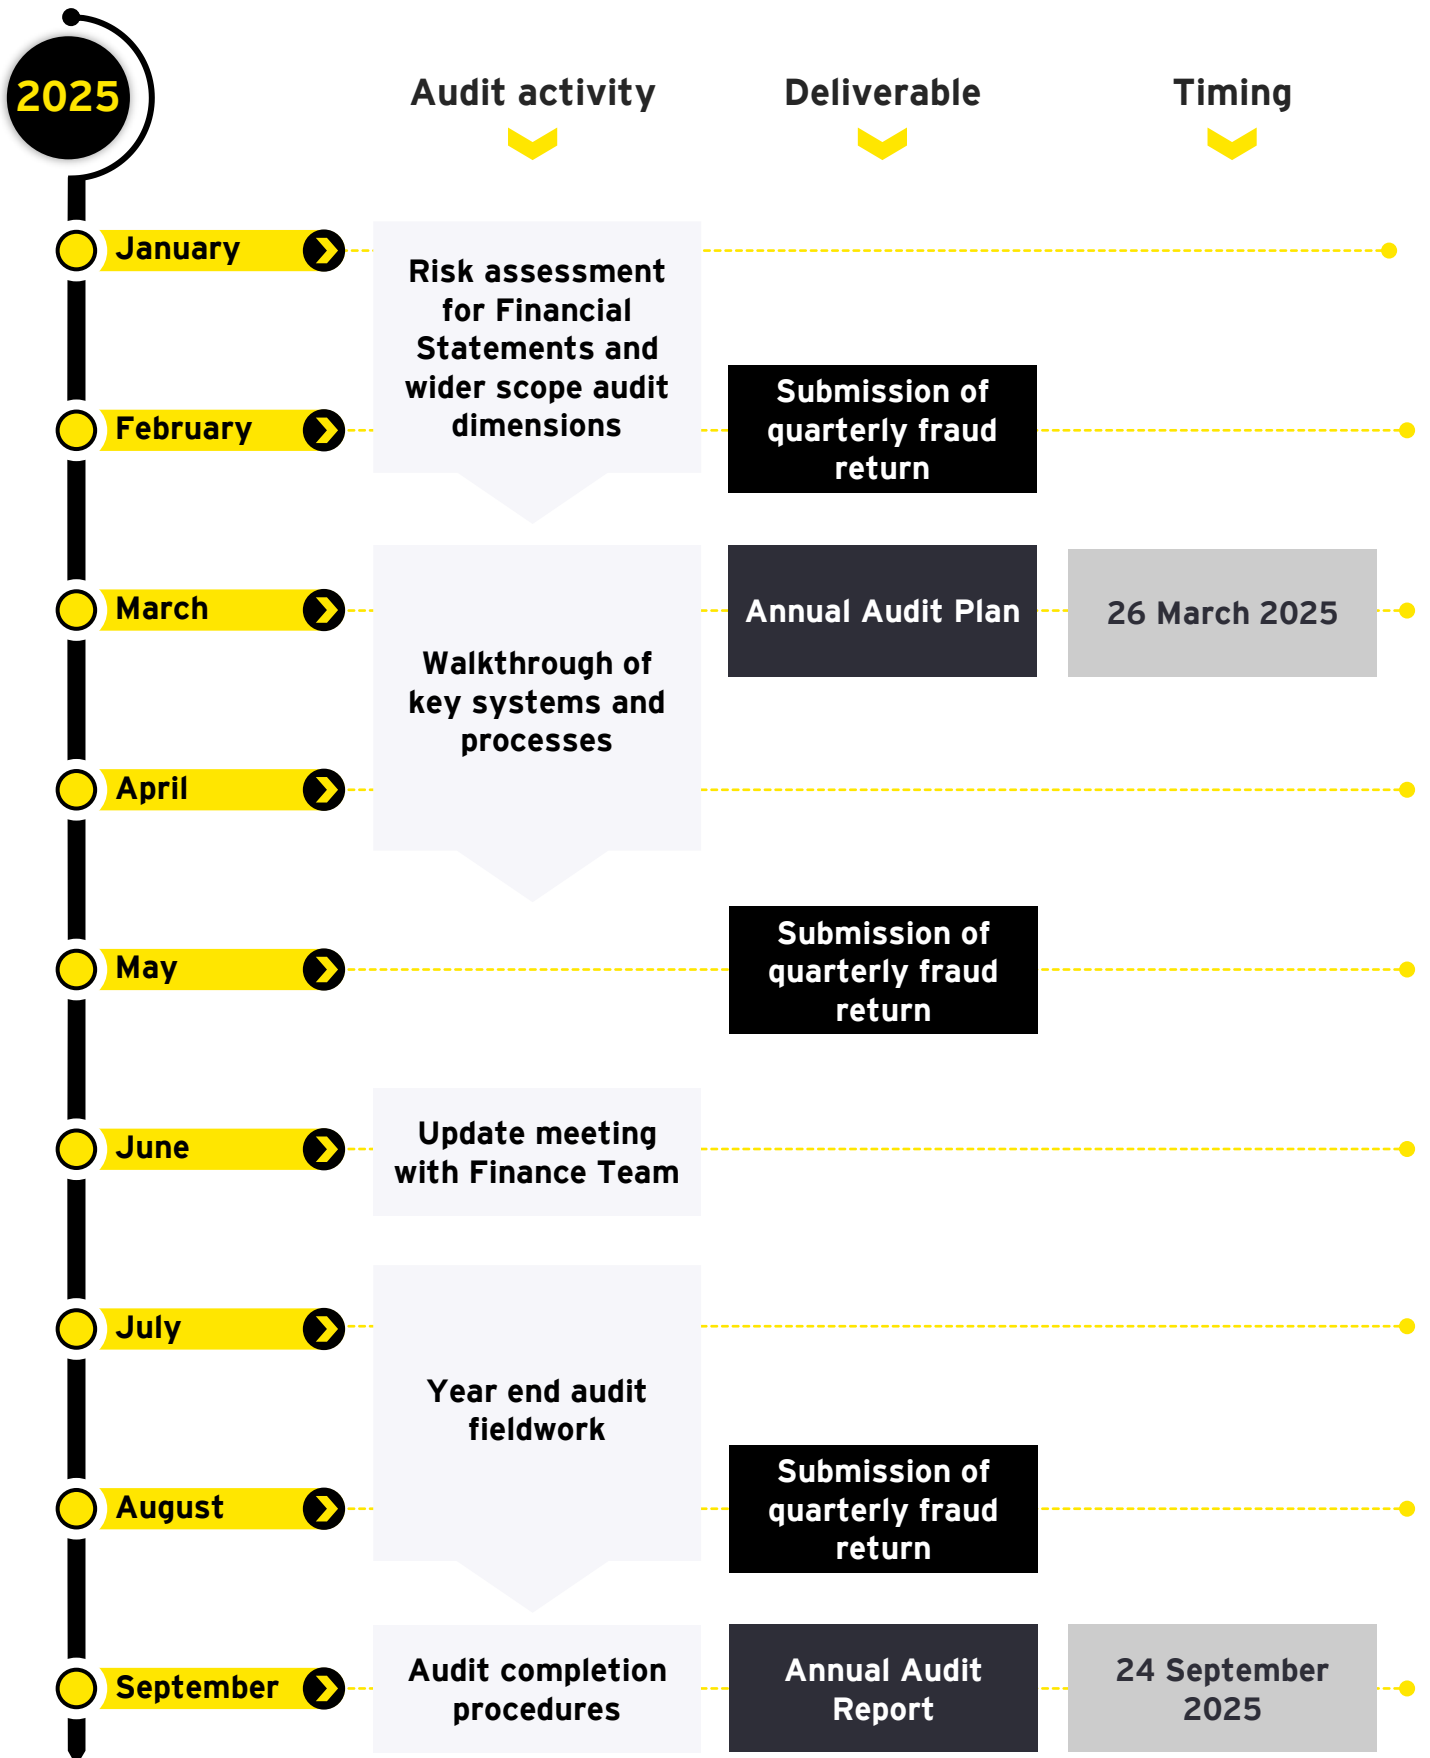 2025
Audit activity
Deliverable
Timing
January
Risk assessment
for Financial
Statements and
wider scope audit
dimensions
February
Submission of
quarterly fraud
return
March
Annual Audit Plan
26 March 2025
Walkthrough of
key systems and
processes
April
May
Submission of
quarterly fraud
return
June
Update meeting
with Finance Team
July
Year end audit
fieldwork
August
Submission of
quarterly fraud
return
September
Audit completion
procedures
Annual Audit
Report
24 September
2025